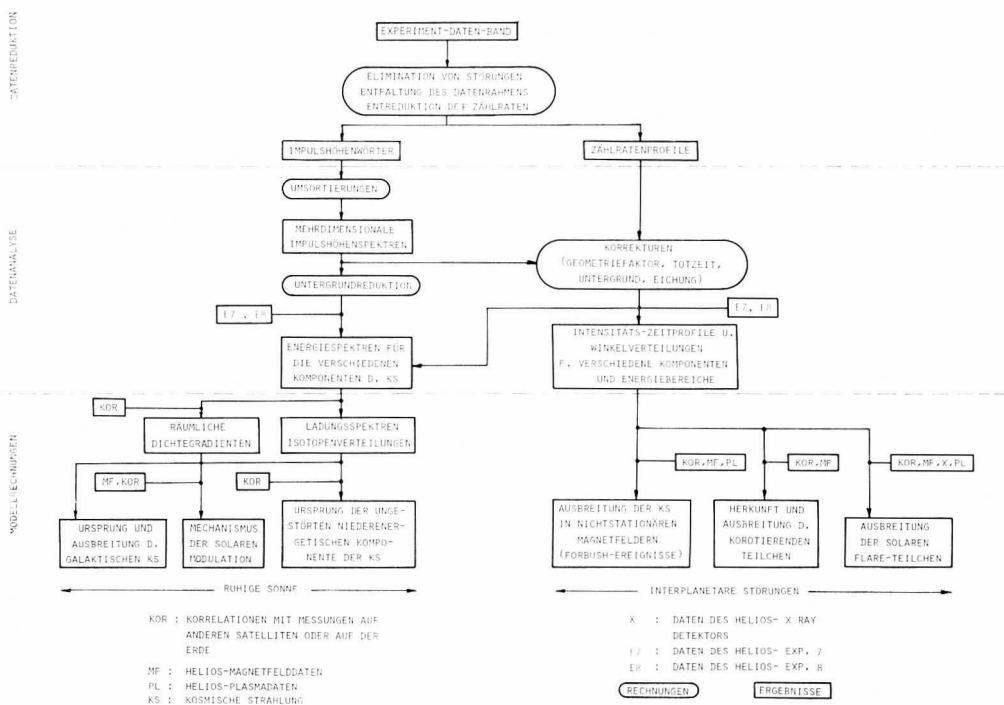 DATENREDUKTION
EXPERIMENT-DATEN-BAND
ELIMINATION VON STÖRUNGEN
ENTFALTUNG DES DATENRAHMENS
ENTREDUKTION DER ZÄHLRATEN
IMPULSHÖHENWÖRTER
ZÄHLRATENPROFILE
DATENANALYSE
UMSORTIERUNGEN
MEHRDIMENSIONALE
IMPULSHÖHENSPEKTREN
KORREKTUREN
(GEOMETRIEFAKTOR, TOTZEIT,
UNTERGRUND, EICHUNG)
UNTERGRUNDREDUKTION
E7 , E8
E7, E8
ENERGIESPEKTREN FÜR
DIE VERSCHIEDENEN
KOMPONENTEN D. KS
INTENSITÄTS-ZEITPROFILE U.
WINKELVERTEILUNGEN
F. VERSCHIEDENE KOMPONENTEN
UND ENERGIEBEREICHE
MODELLRECHNUNGEN
KOR
RÄUMLICHE
DICHTEGRADIENTEN
LADUNGSSPEKTREN
ISOTOPENVERTEILUNGEN
MF,KOR
KOR
KOR,MF,PL
KOR,MF
KOR,MF,X,PL
URSPRUNG UND
AUSBREITUNG D.
GALAKTISCHEN KS
MECHANISMUS
DER SOLAREN
MODULATION
URSPRUNG DER UNGE-
STÖRTEN NIEDERENER-
GETISCHEN KOMPO-
NENTE DER KS
AUSBREITUNG DER KS
IN NICHTSTATIONÄREN
MAGNETFELDERN
(FORBUSH-EREIGNISSE)
HERKUNFT UND
AUSBREITUNG D.
KOROTIERENDEN
TEILCHEN
AUSBREITUNG
DER SOLAREN
FLARE-TEILCHEN
RUHIGE SONNE
INTERPLANETARE STÖRUNGEN
KOR : KORRELATIONEN MIT MESSUNGEN AUF
ANDEREN SATELLITEN ODER AUF DER
ERDE
MF : HELIOS-MAGNETFELDDATEN
PL : HELIOS-PLASMADATEN
KS : KOSMISCHE STRAHLUNG
X : DATEN DES HELIOS- X RAY
DETEKTORS
E7 : DATEN DES HELIOS- EXP. 7
E8 : DATEN DES HELIOS- EXP. 8
RECHNUNGEN
ERGEBNISSE